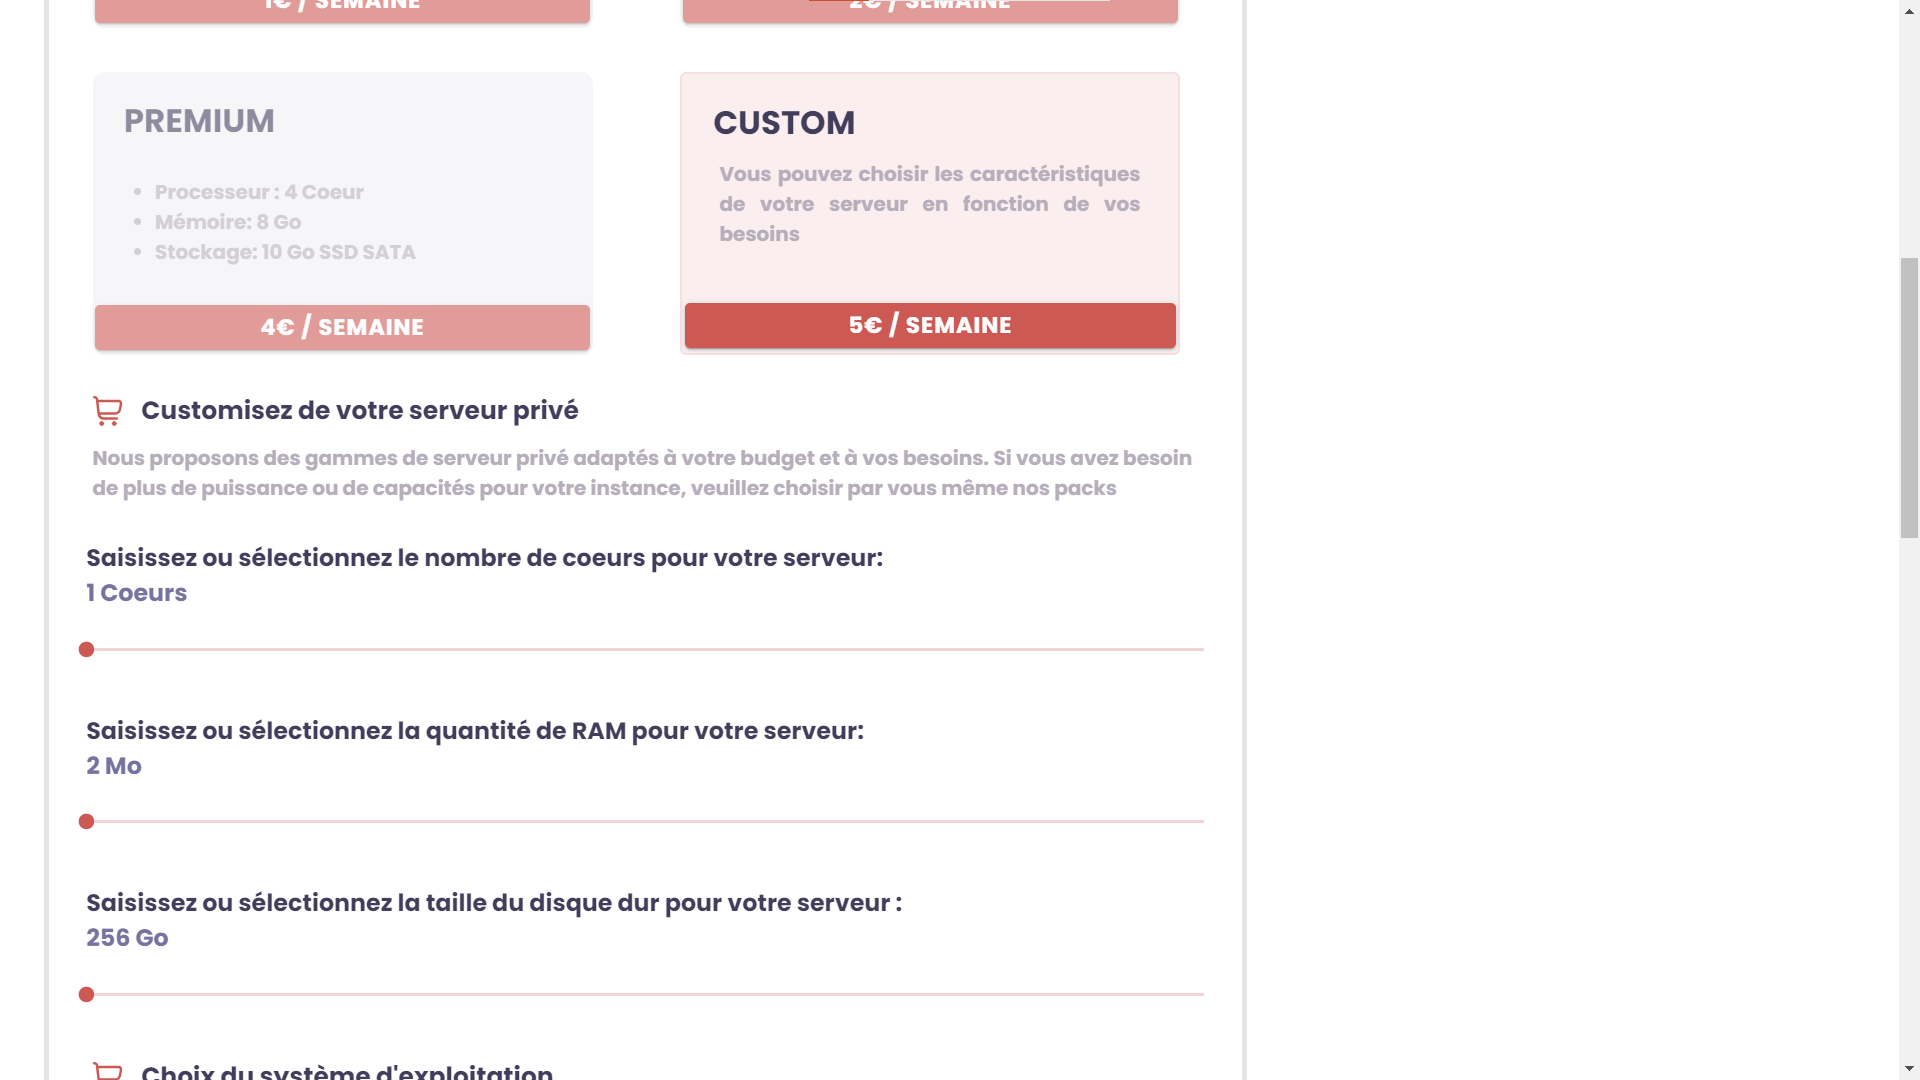 1€ / SEMAINE
2€ / SEMAINE
PREMIUM
• Processeur : 4 Coeur
• Mémoire: 8 Go
• Stockage: 10 Go SSD SATA
4€ / SEMAINE
CUSTOM
Vous pouvez choisir les caractéristiques
de votre serveur en fonction de vos
besoins
5€ / SEMAINE
Customisez de votre serveur privé
Nous proposons des gammes de serveur privé adaptés à votre budget et à vos besoins. Si vous avez besoin
de plus de puissance ou de capacités pour votre instance, veuillez choisir par vous même nos packs
Saisissez ou sélectionnez le nombre de coeurs pour votre serveur:
1 Coeurs
Saisissez ou sélectionnez la quantité de RAM pour votre serveur:
2 Mo
Saisissez ou sélectionnez la taille du disque dur pour votre serveur :
256 Go
Choix du système d'exploitation